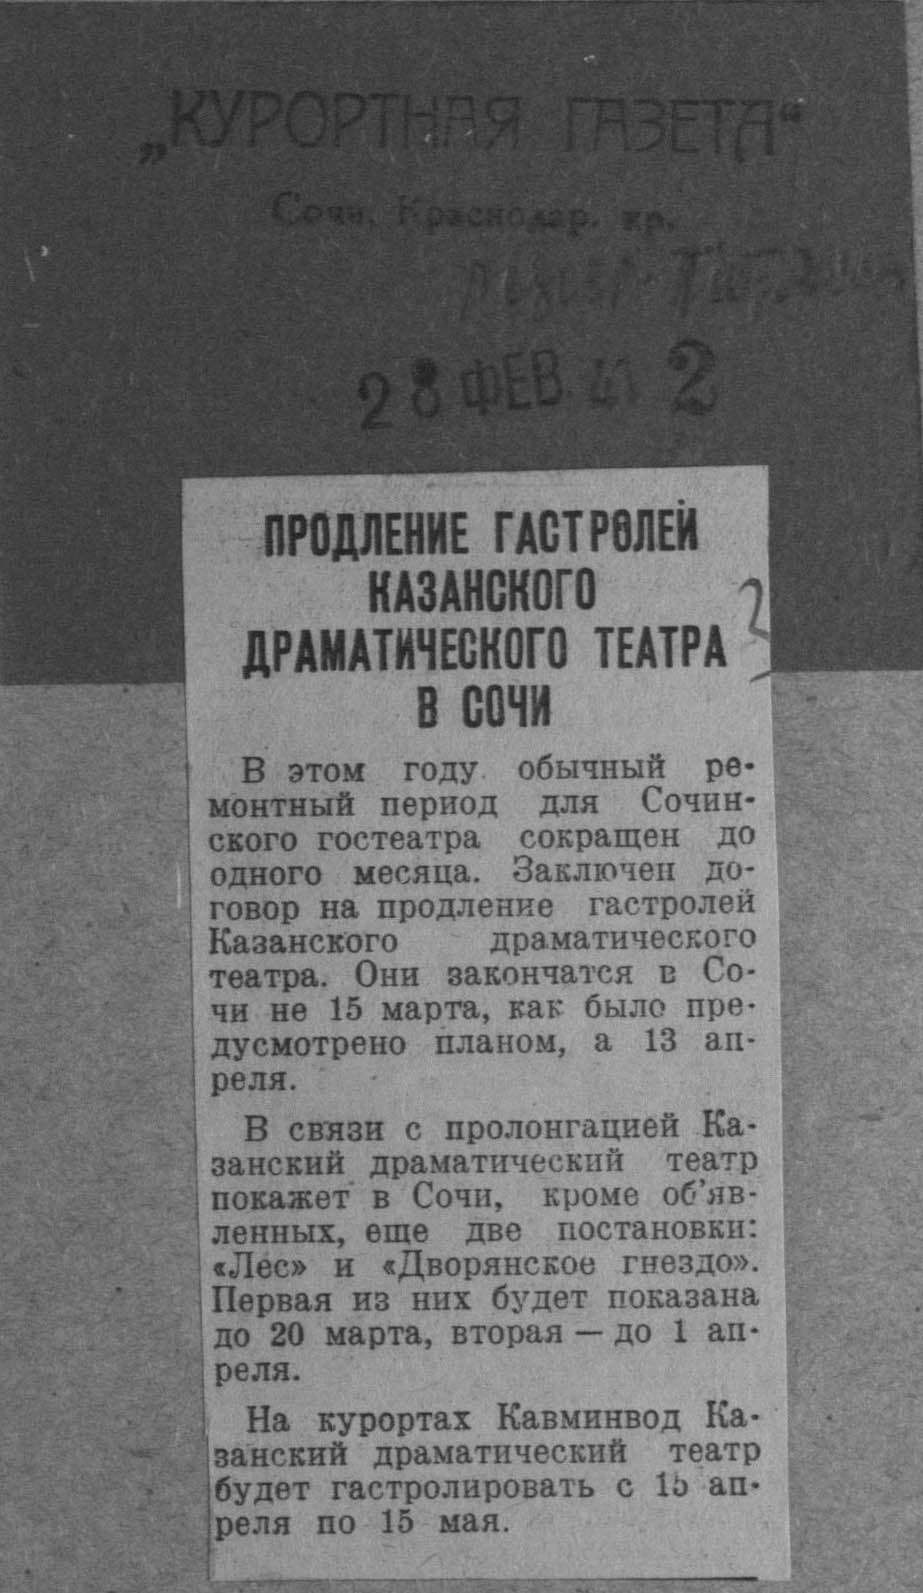 „КУРОРТНАЯ ГАЗЕТА“
Сочи, Краснодар. кр.
28 ФЕВ. 41 2
ПРОДЛЕНИЕ ГАСТРОЛЕЙ
КАЗАНСКОГО
ДРАМАТИЧЕСКОГО ТЕАТРА
В СОЧИ
3
В этом году обычный ре-
монтный период для Сочин-
ского гостеатра сокращен до
одного месяца. Заключен до-
говор на продление гастролей
Казанского драматического
театра. Они закончатся в Со-
чи не 15 марта, как было пре-
дусмотрено планом, а 13 ап-
реля.
В связи с пролонгацией Ка-
занский драматический театр
покажет в Сочи, кроме об’яв-
ленных, еще две постановки:
«Лес» и «Дворянское гнездо».
Первая из них будет показана
до 20 марта, вторая — до 1 ап-
реля.
На курортах Кавминвод Ка-
занский драматический театр
будет гастролировать с 15 ап-
реля по 15 мая.